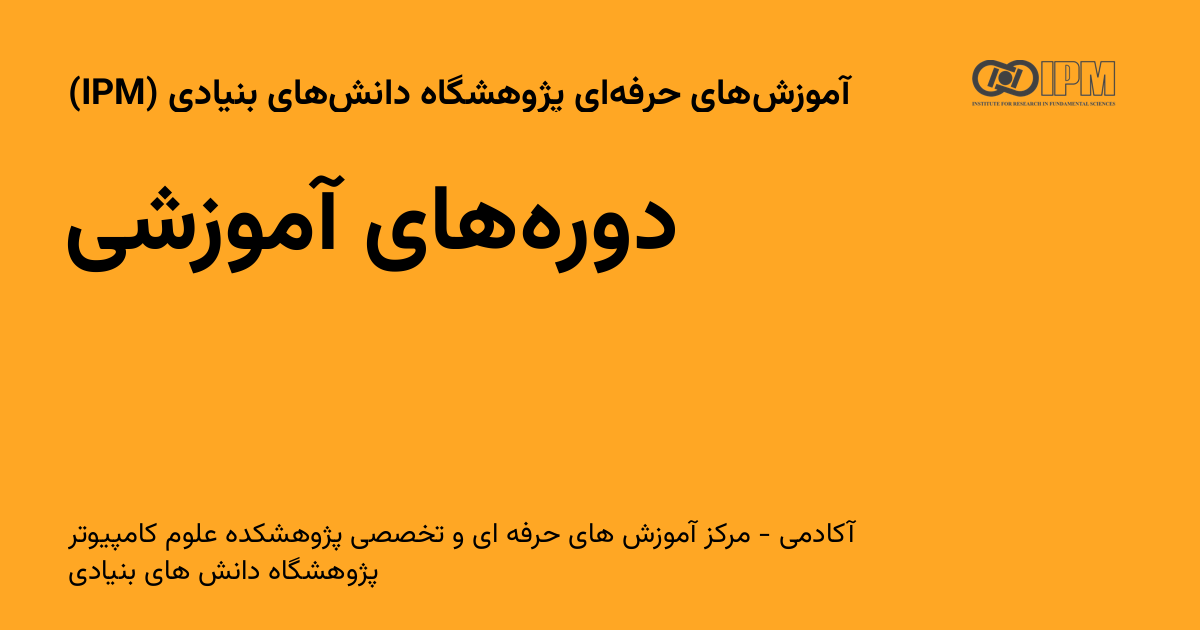 آموزش‌های حرفه‌ای پژوهشگاه دانش‌های بنیادی (IPM)
IPM
INSTITUTE FOR RESEARCH IN FUNDAMENTAL SCIENCES
دوره‌های آموزشی
آکادمی - مرکز آموزش های حرفه ای و تخصصی پژوهشکده علوم کامپیوتر
پژوهشگاه دانش های بنیادی